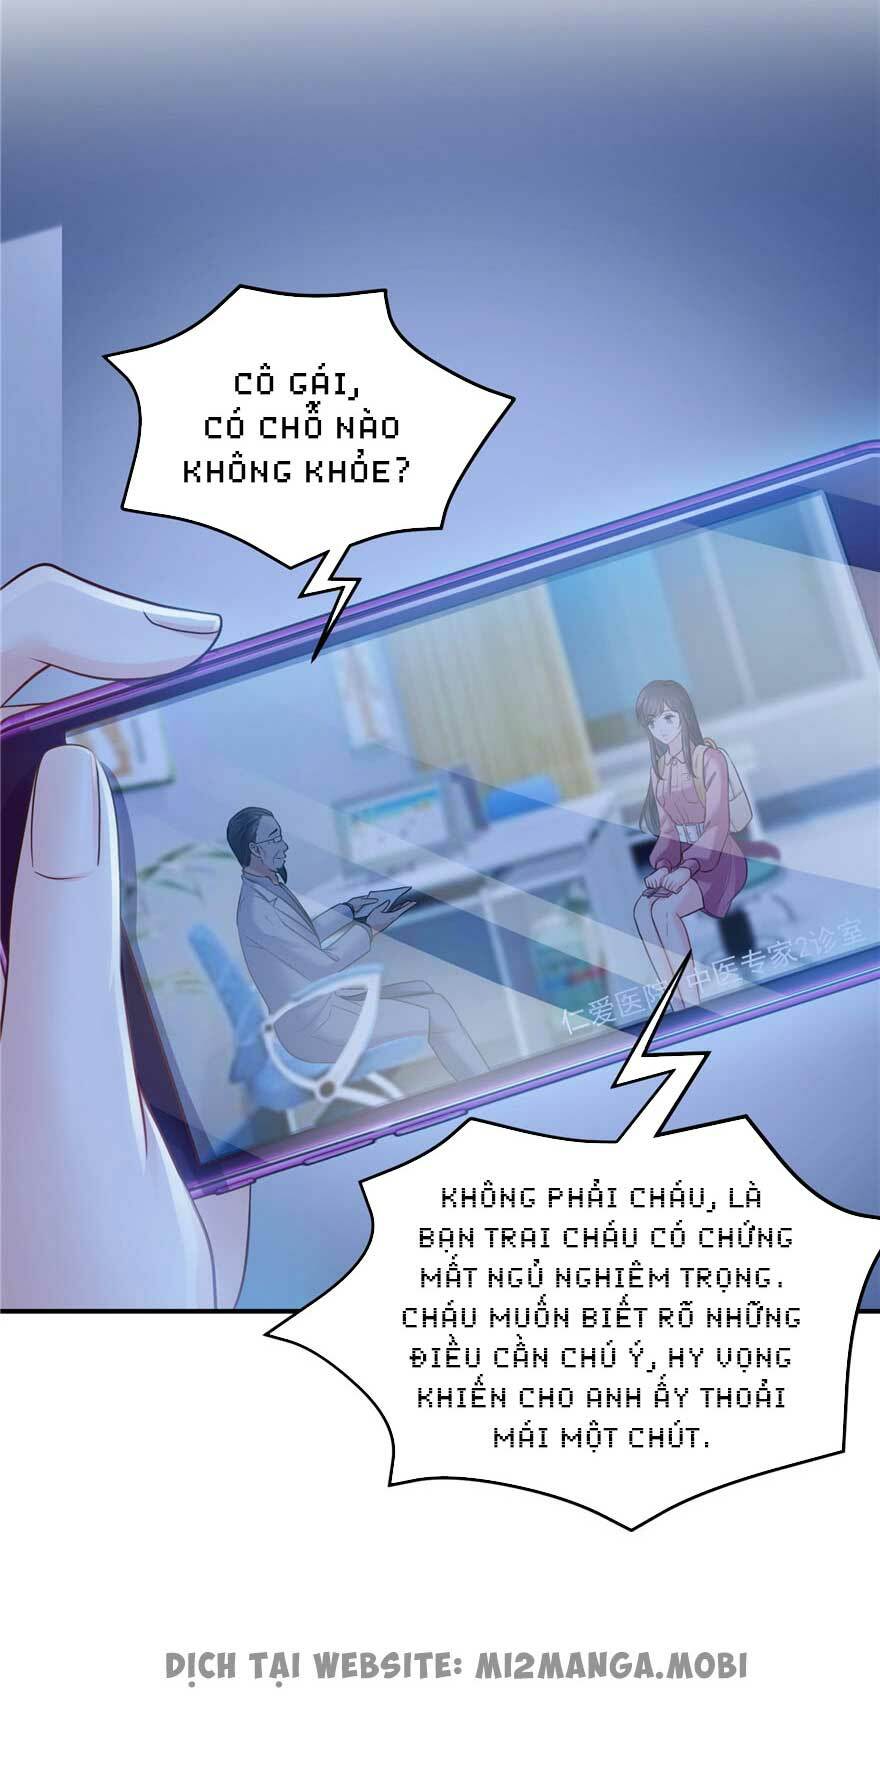 CÔ GÁI,
CÓ CHỖ NÀO
KHÔNG KHỎE?
仁爱医院 中医专家2诊室
KHÔNG PHẢI CHÁU, LÀ
BẠN TRAI CHÁU CÓ CHỨNG
MẤT NGỦ NGHIÊM TRỌNG.
CHÁU MUỐN BIẾT RÕ NHỮNG
ĐIỀU CẦN CHÚ Ý, HY VỌNG
KHIẾN CHO ANH ẤY THOẢI
MÁI MỘT CHÚT.
DỊCH TẠI WEBSITE: MI2MANGA.MOBI